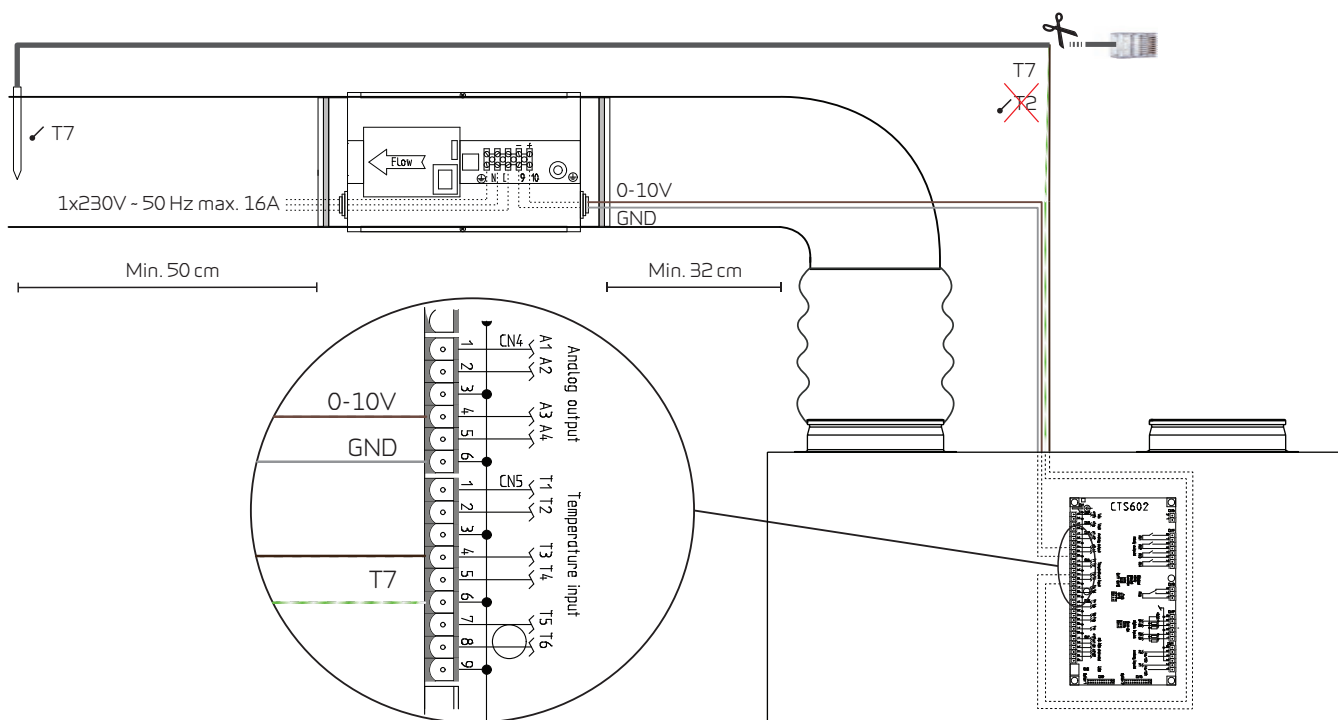 T7
T2
T7
Flow
N L 9 10
- +
1x230V ~ 50 Hz max. 16A
0-10V
GND
Min. 50 cm
Min. 32 cm
0-10V
GND
T7
1 CN4 A1
2 A2
3
4 A3
5 A4
6
Analog output
1 CN5 T1
2 T2
3
4 T3
5 T4
6
7 T5
8 T6
9
Temperature input
CTS602